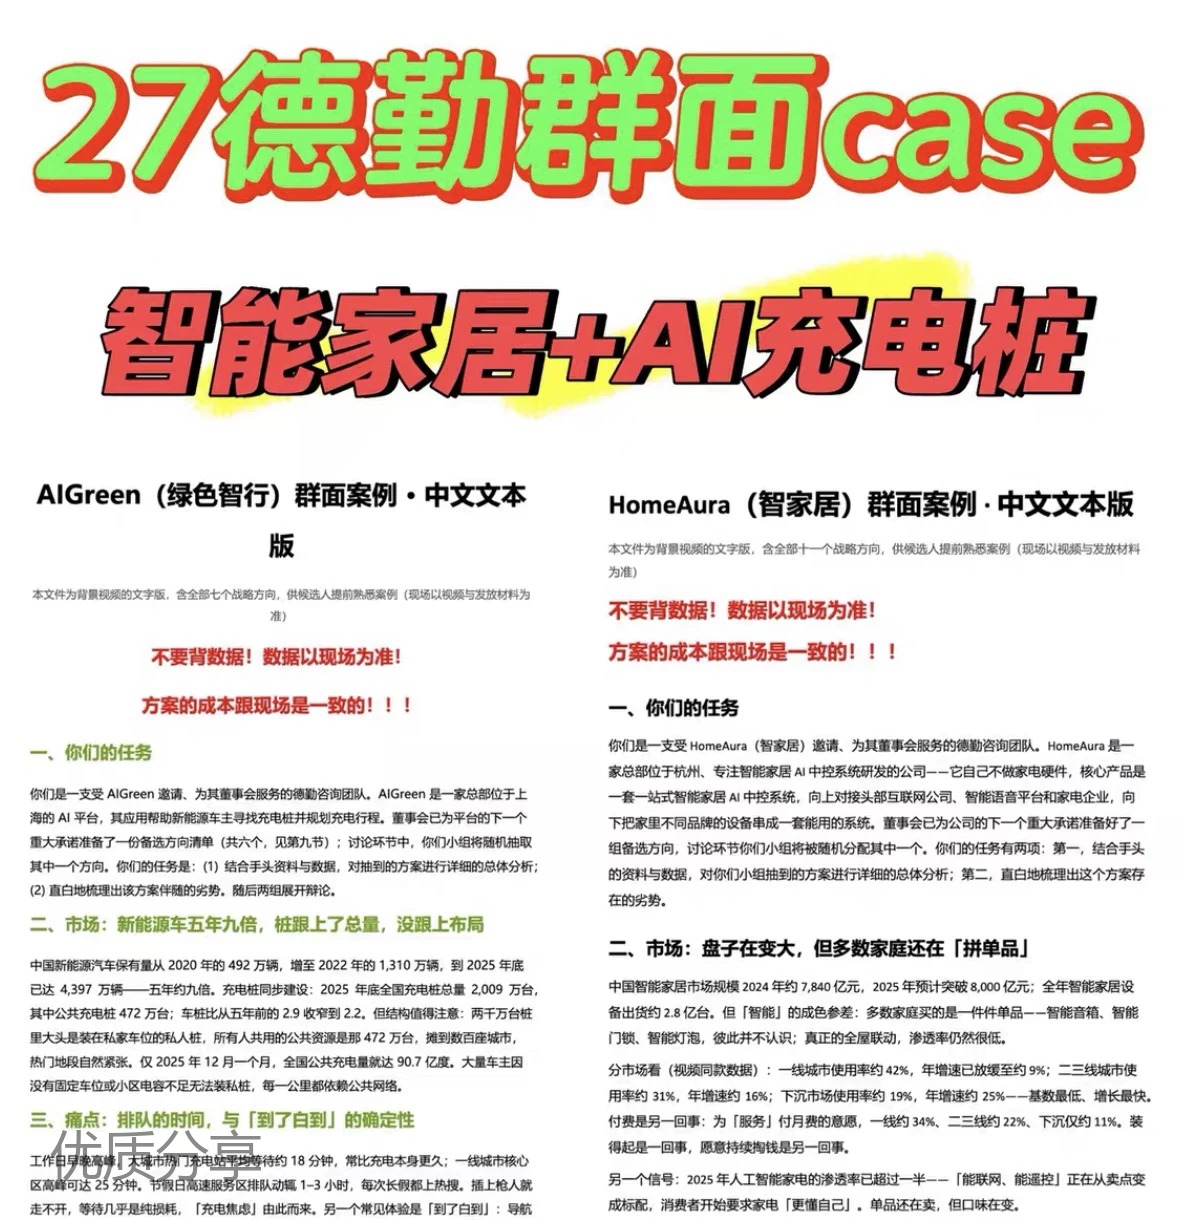 27德勤群面case
智能家居+AI充电桩
AIGreen（绿色智行）群面案例・中文文本
版
本文件为背景视频的文字版，含全部七个战略方向，供候选人提前熟悉案例（现场以视频与发放材料为
准）
不要背数据！数据以现场为准！
方案的成本跟现场是一致的！！！
一、你们的任务
你们是一支受 AIGreen 邀请、为其董事会服务的德勤咨询团队。AIGreen 是一家总部位于上
海的 AI 平台，其应用帮助新能源车主寻找充电桩并规划充电行程。董事会已为平台的下一个
重大承诺准备了一份备选方向清单（共六个，见第九节）；讨论环节中，你们小组将随机抽取
其中一个方向。你们的任务是：(1) 结合手头资料与数据，对抽到的方案进行详细的总体分析；
(2) 直白地梳理出该方案伴随的劣势。随后两组展开辩论。
二、市场：新能源车五年九倍，桩跟上了总量，没跟上布局
中国新能源汽车保有量从 2020 年的 492 万辆，增至 2022 年的 1,310 万辆，到 2025 年底
已达 4,397 万辆——五年约九倍。充电桩同步建设：2025 年底全国充电桩总量 2,009 万台，
其中公共充电桩 472 万台；车桩比从五年前的 2.9 收窄到 2.2。但结构值得注意：两千万台桩
里大头是装在私家车位的私人桩，所有人共用的公共资源是那 472 万台，摊到数百座城市，
热门地段自然紧张。仅 2025 年 12 月一个月，全国公共充电量就达 90.7 亿度。大量车主因
没有固定车位或小区电容不足无法装私桩，每一公里都依赖公共网络。
三、痛点：排队的时间，与「到了白到」的确定性
优质分享
工作日早晚高峰，大城市热门充电站平均等待约 18 分钟，常比充电本身更久；一线城市核心
区高峰可达 25 分钟。节假日高速服务区排队动辄 1–3 小时，每次长假都上热搜。插上枪人就
走不开，等待几乎是纯损耗，「充电焦虑」由此而来。另一个常见体验是「到了白到」：导航
HomeAura（智家居）群面案例 · 中文文本版
本文件为背景视频的文字版，含全部十一个战略方向，供候选人提前熟悉案例（现场以视频与发放材料
为准）
不要背数据！数据以现场为准！
方案的成本跟现场是一致的！！！
一、你们的任务
你们是一支受 HomeAura（智家居）邀请、为其董事会服务的德勤咨询团队。HomeAura 是一
家总部位于杭州、专注智能家居 AI 中控系统研发的公司——它自己不做家电硬件，核心产品是
一套一站式智能家居 AI 中控系统，向上对接头部互联网公司、智能语音平台和家电企业，向
下把家里不同品牌的设备串成一套能用的系统。董事会已为公司的下一个重大承诺准备好了一
组备选方向，讨论环节你们小组将被随机分配其中一个。你们的任务有两项：第一，结合手头
的资料与数据，对你们小组抽到的方案进行详细的总体分析；第二，直白地梳理出这个方案存
在的劣势。
二、市场：盘子在变大，但多数家庭还在「拼单品」
中国智能家居市场规模 2024 年约 7,840 亿元，2025 年预计突破 8,000 亿元；全年智能家居设
备出货约 2.8 亿台。但「智能」的成色参差：多数家庭买的是一件件单品——智能音箱、智能
门锁、智能灯泡，彼此并不认识；真正的全屋联动，渗透率仍然很低。
分市场看（视频同款数据）：一线城市使用率约 42%，年增速已放缓至约 9%；二三线城市使
用率约 31%，年增速约 16%；下沉市场使用率约 19%，年增速约 25%——基数最低、增长最快。
付费是另一回事：为「服务」付月费的意愿，一线约 34%、二三线约 22%、下沉仅约 11%。装
得起是一回事，愿意持续掏钱是另一回事。
另一个信号：2025 年人工智能家电的渗透率已超过一半——「能联网、能遥控」正在从卖点变
成标配，消费者开始要求家电「更懂自己」。单品还在卖，但口味在变。